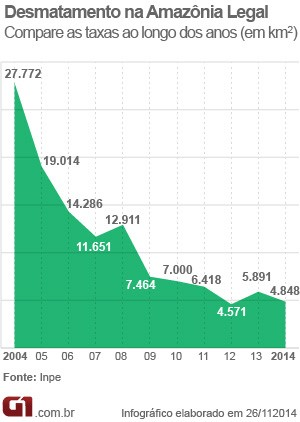 Desmatamento na Amazônia Legal
Compare as taxas ao longo dos anos (em km²)
27.772
19.014
14.286
11.651
12.911
7.464
7.000
6.418
4.571
5.891
4.848
2004 05 06 07 08 09 10 11 12 13 2014
Fonte: Inpe
G1.com.br
Infográfico elaborado em 26/112014